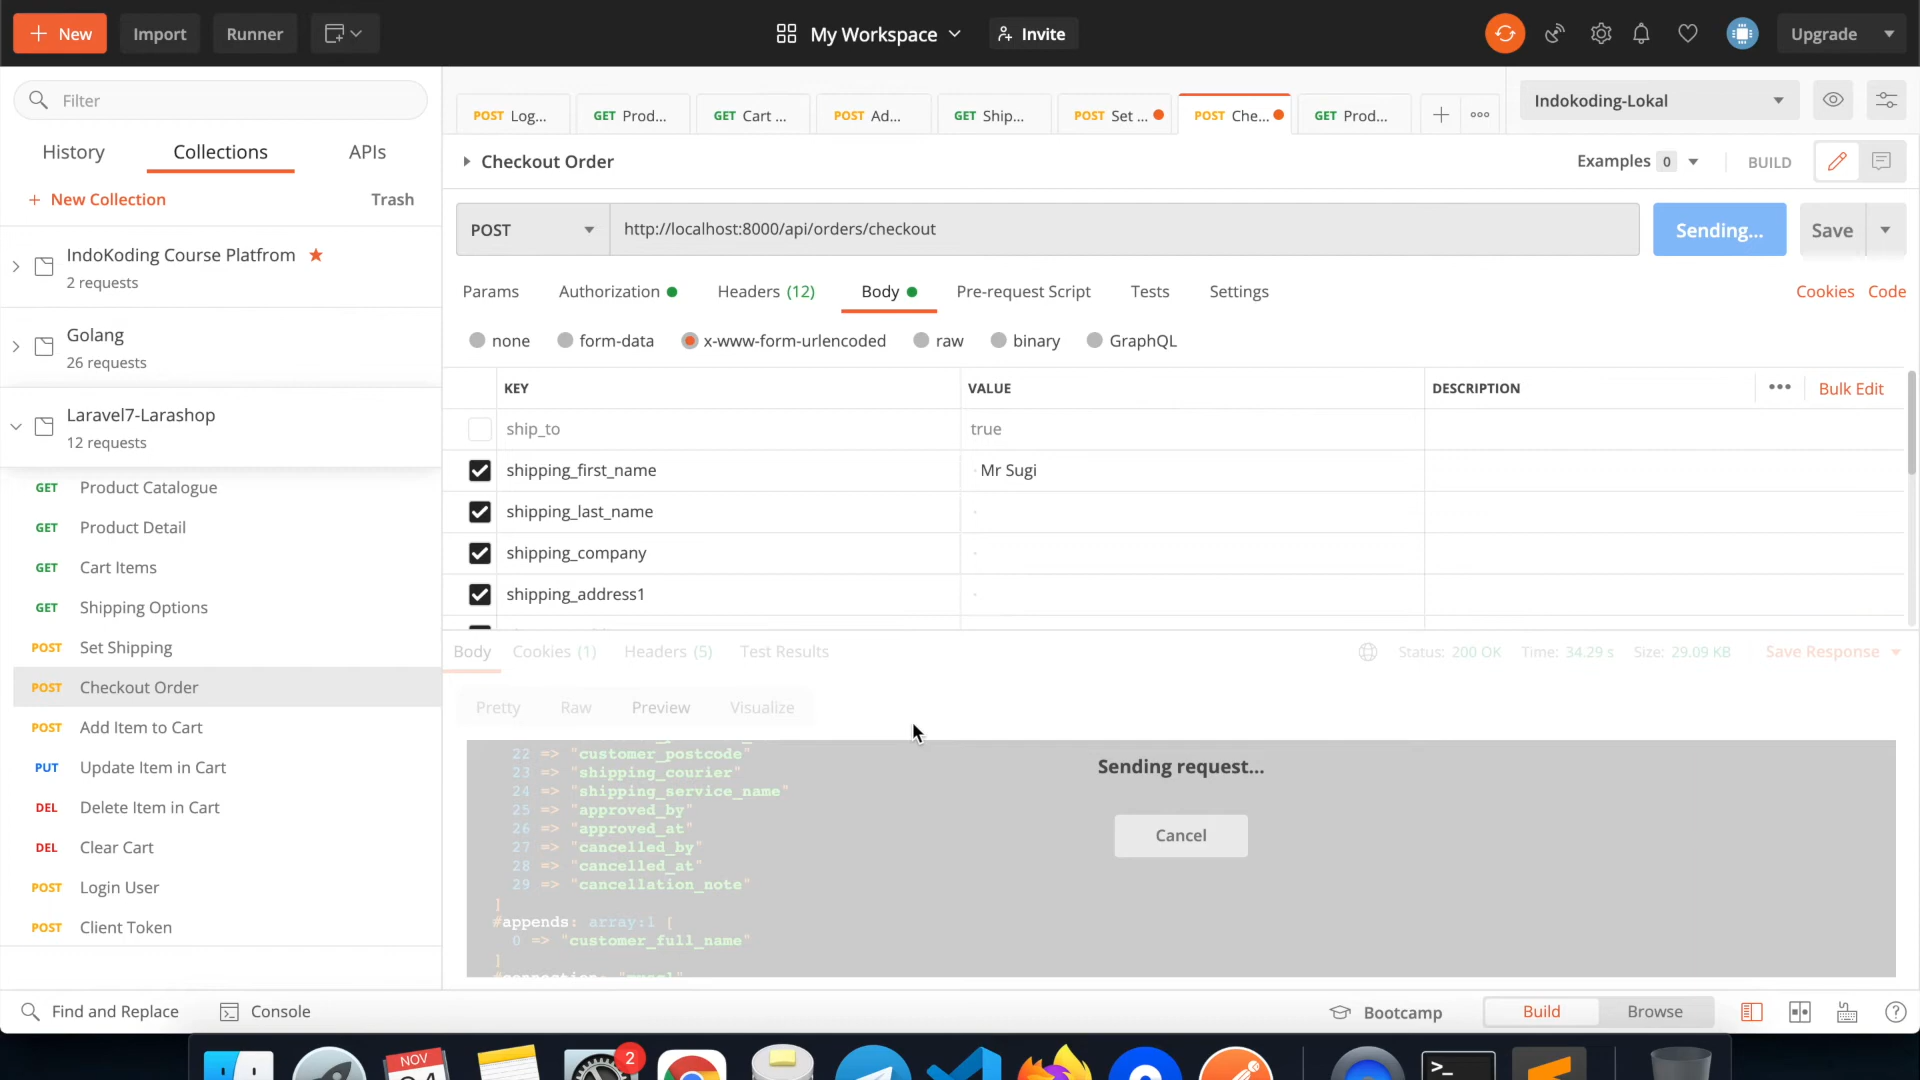 New
Import
Runner
My Workspace
Invite
Upgrade
Filter
History
Collections
APIs
New Collection
Trash
IndoKoding Course Platfrom
2 requests
Golang
26 requests
Laravel7-Larashop
12 requests
GET Product Catalogue
GET Product Detail
GET Cart Items
GET Shipping Options
POST Set Shipping
POST Checkout Order
POST Add Item to Cart
PUT Update Item in Cart
DEL Delete Item in Cart
DEL Clear Cart
POST Login User
POST Client Token
POST Log...
GET Prod...
GET Cart ...
POST Ad...
GET Ship...
POST Set ...
POST Che...
GET Prod...
Indokoding-Lokal
Checkout Order
Examples 0
BUILD
POST
http://localhost:8000/api/orders/checkout
Sending...
Save
Params
Authorization
Headers (12)
Body
Pre-request Script
Tests
Settings
Cookies
Code
none
form-data
x-www-form-urlencoded
raw
binary
GraphQL
KEY
VALUE
DESCRIPTION
Bulk Edit
ship_to
true
shipping_first_name
Mr Sugi
shipping_last_name
shipping_company
shipping_address1
Body
Cookies (1)
Headers (5)
Test Results
Status: 200 OK
Time: 34.29 s
Size: 29.09 KB
Save Response
Pretty
Raw
Preview
Visualize
22 => "customer_postcode"
23 => "shipping_courier"
24 => "shipping_service_name"
25 => "approved_by"
26 => "approved_at"
27 => "cancelled_by"
28 => "cancelled_at"
29 => "cancellation_note"
]
#appends: array:1 [
0 => "customer_full_name"
]
Sending request...
Cancel
Find and Replace
Console
Bootcamp
Build
Browse
NOV
2